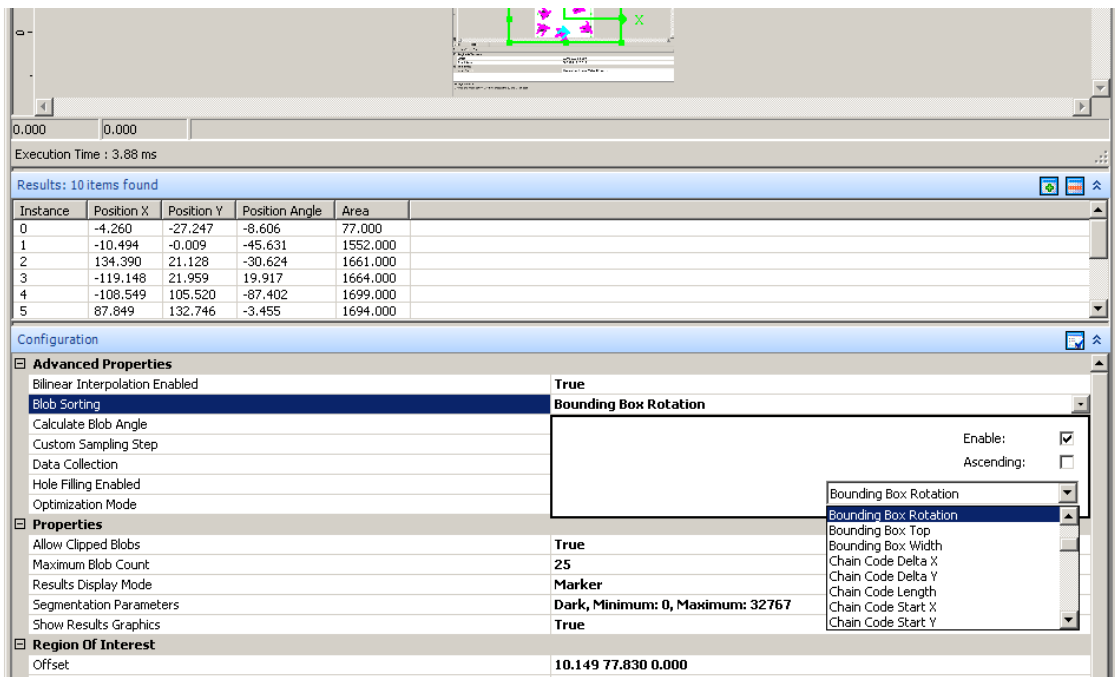 X
0
0.000 0.000
Execution Time : 3.88 ms
Results: 10 items found
Instance Position X Position Y Position Angle Area
0 -4.260 -27.247 -8.606 77.000
1 -10.494 -0.009 -45.631 1552.000
2 134.390 21.128 -30.624 1661.000
3 -119.148 21.959 19.917 1664.000
4 -108.549 105.520 -87.402 1699.000
5 87.849 132.746 -3.455 1694.000
Configuration
Advanced Properties
Bilinear Interpolation Enabled True
Blob Sorting Bounding Box Rotation
Calculate Blob Angle
Enable:
Custom Sampling Step
Data Collection
Ascending:
Hole Filling Enabled
Bounding Box Rotation
Optimization Mode
Bounding Box Rotation
Properties
Bounding Box Top
Allow Clipped Blobs True
Bounding Box Width
Maximum Blob Count 25
Chain Code Delta X
Results Display Mode Marker
Chain Code Delta Y
Chain Code Length
Segmentation Parameters Dark, Minimum: 0, Maximum: 32767
Chain Code Start X
Show Results Graphics True
Chain Code Start Y
Region Of Interest
Offset 10.149 77.830 0.000